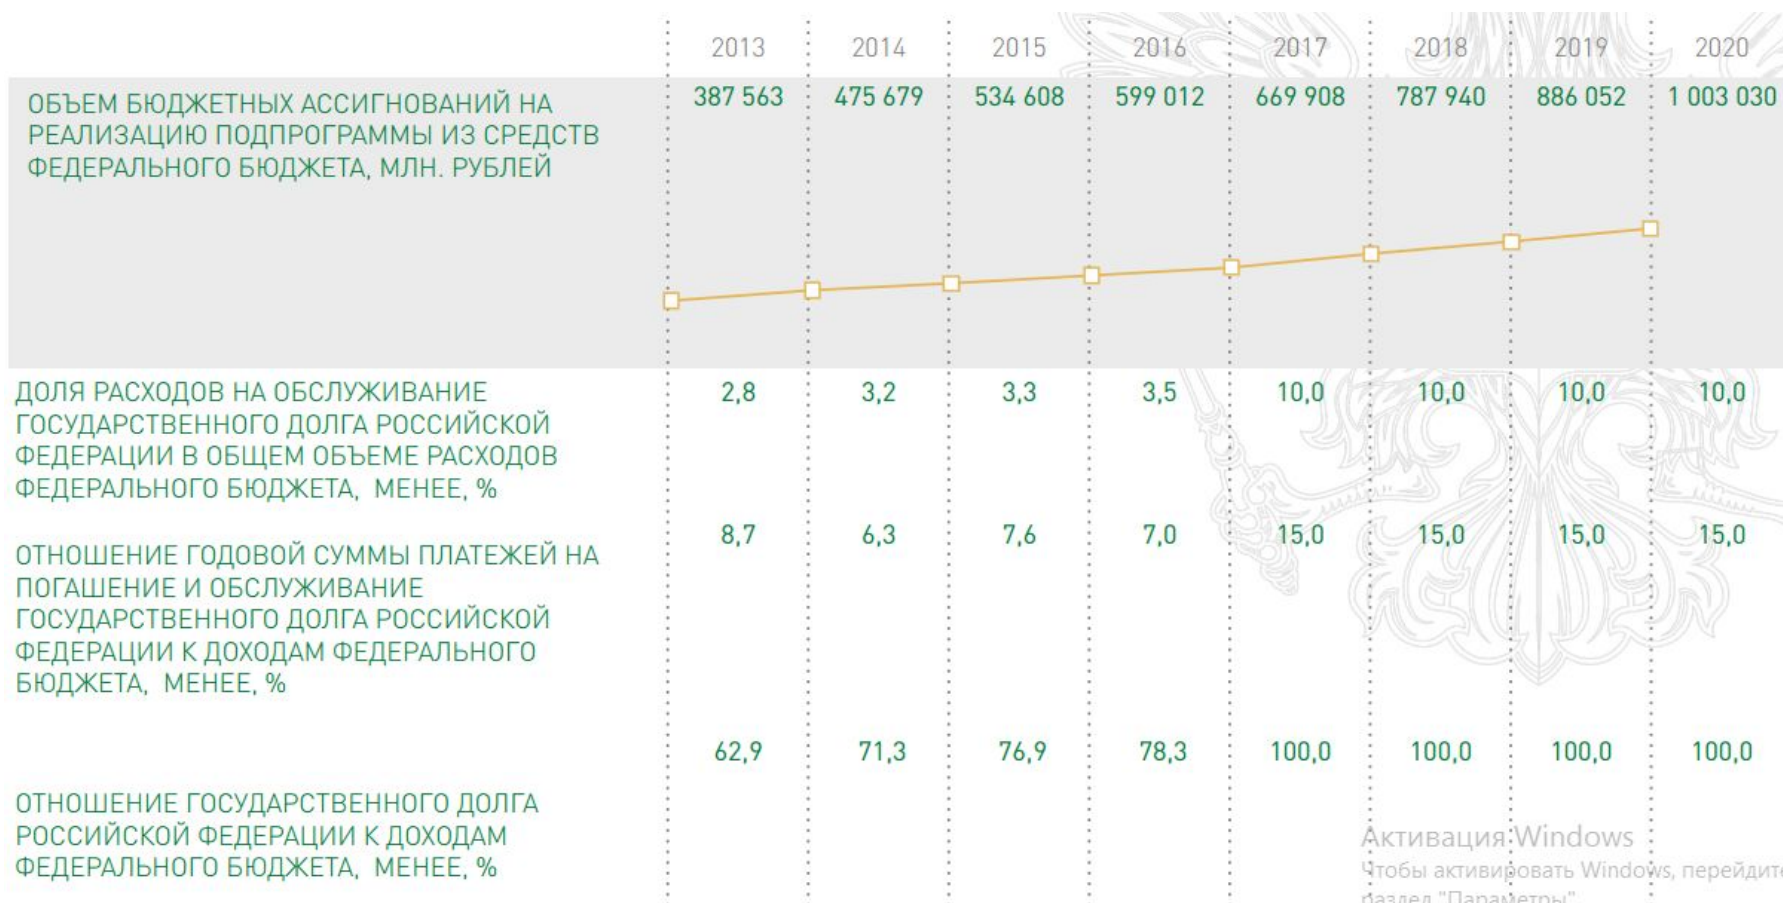 2013 2014 2015 2016 2017 2018 2019 2020
387 563 475 679 534 608 599 012 669 908 787 940 886 052 1 003 030
ОБЪЕМ БЮДЖЕТНЫХ АССИГНОВАНИЙ НА
РЕАЛИЗАЦИЮ ПОДПРОГРАММЫ ИЗ СРЕДСТВ
ФЕДЕРАЛЬНОГО БЮДЖЕТА, МЛН. РУБЛЕЙ
ДОЛЯ РАСХОДОВ НА ОБСЛУЖИВАНИЕ 2,8 3,2 3,3 3,5 10,0 10,0 10,0 10,0
ГОСУДАРСТВЕННОГО ДОЛГА РОССИЙСКОЙ
ФЕДЕРАЦИИ В ОБЩЕМ ОБЪЕМЕ РАСХОДОВ
ФЕДЕРАЛЬНОГО БЮДЖЕТА, МЕНЕЕ, %
8,7 6,3 7,6 7,0 15,0 15,0 15,0 15,0
ОТНОШЕНИЕ ГОДОВОЙ СУММЫ ПЛАТЕЖЕЙ НА
ПОГАШЕНИЕ И ОБСЛУЖИВАНИЕ
ГОСУДАРСТВЕННОГО ДОЛГА РОССИЙСКОЙ
ФЕДЕРАЦИИ К ДОХОДАМ ФЕДЕРАЛЬНОГО
БЮДЖЕТА, МЕНЕЕ, %
62,9 71,3 76,9 78,3 100,0 100,0 100,0 100,0
ОТНОШЕНИЕ ГОСУДАРСТВЕННОГО ДОЛГА
РОССИЙСКОЙ ФЕДЕРАЦИИ К ДОХОДАМ
ФЕДЕРАЛЬНОГО БЮДЖЕТА, МЕНЕЕ, %
Активация Windows
Чтобы активировать Windows, перейдите
раздел "Параметры"